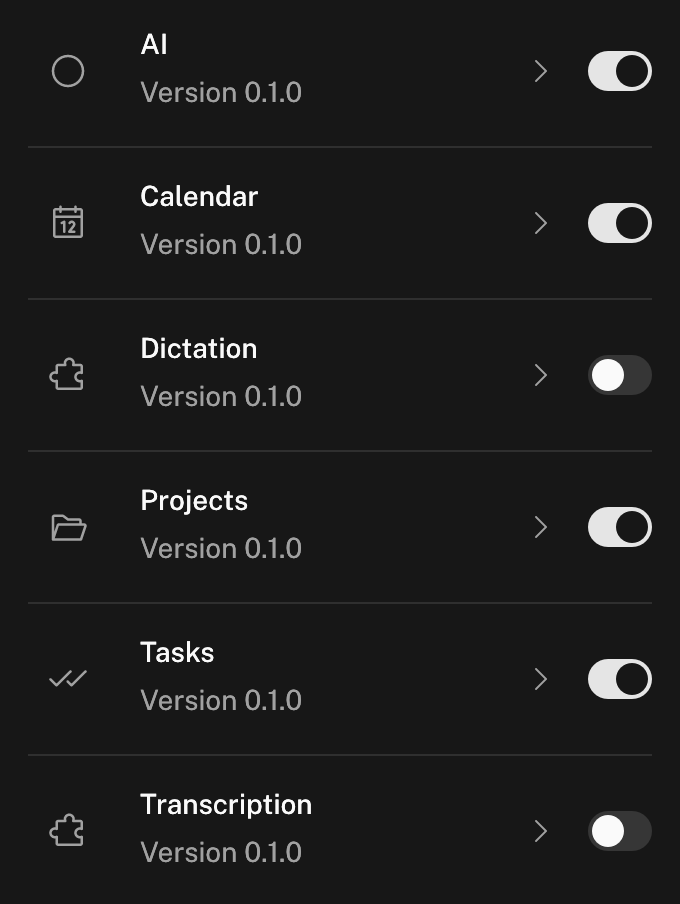 AI
Version 0.1.0
Calendar
12
Version 0.1.0
Dictation
Version 0.1.0
Projects
Version 0.1.0
Tasks
Version 0.1.0
Transcription
Version 0.1.0